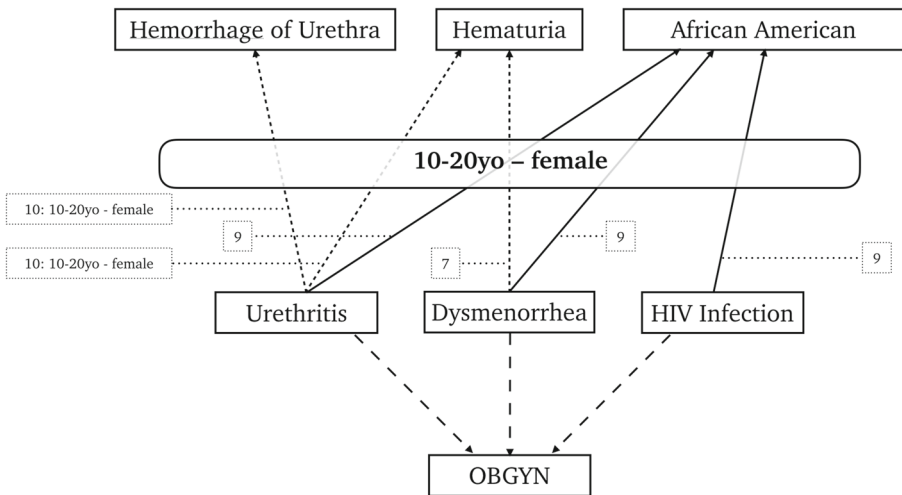 Hemorrhage of Urethra
Hematuria
African American
10-20yo – female
10: 10-20yo - female
9
9
10: 10-20yo - female
7
9
Urethritis
Dysmenorrhea
HIV Infection
OBGYN